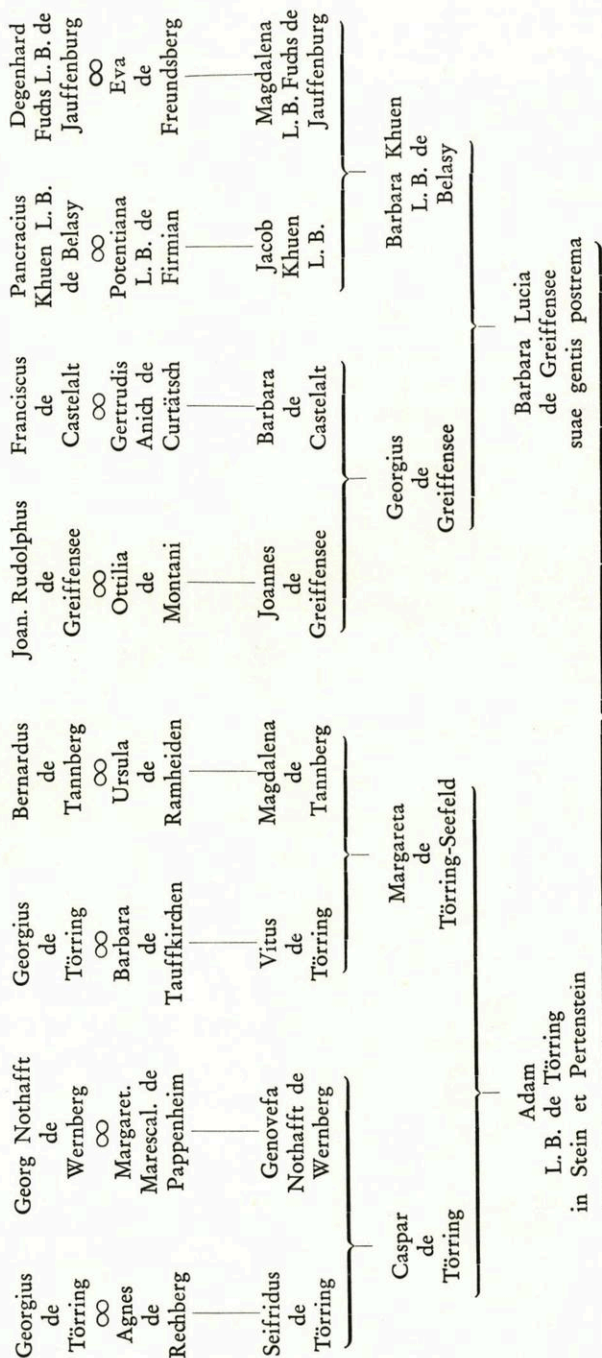 Georgius
de
Törring
∞
Agnes
de
Rechberg
Georg Nothafft
de
Wernberg
∞
Margaret.
Marescal. de
Pappenheim
Georgius
de
Törring
∞
Barbara
de
Tauffkirchen
Bernardus
de
Tannberg
∞
Ursula
de
Ramheiden
Joan. Rudolphus
de
Greiffensee
∞
Ottilia
de
Montani
Franciscus
de
Castelalt
∞
Gertrudis
Anich de
Curtätsch
Pancracius
Khuen L. B.
de Belasy
∞
Potentiana
L. B. de
Firmian
Degenhard
Fuchs L. B. de
Jauffenburg
∞
Eva
de
Freundsberg
Seifridus
de
Törring
Genovefa
Nothafft de
Wernberg
Vitus
de
Törring
Magdalena
de
Tannberg
Joannes
de
Greiffensee
Barbara
de
Castelalt
Jacob
Khuen
L. B.
Magdalena
L. B. Fuchs de
Jauffenburg
Caspar
de
Törring
Margareta
de
Törring-Seefeld
Georgius
de
Greiffensee
Barbara Khuen
L. B. de
Belasy
Adam
L. B. de Törring
in Stein et Pertenstein
Barbara Lucia
de Greiffensee
suae gentis postrema